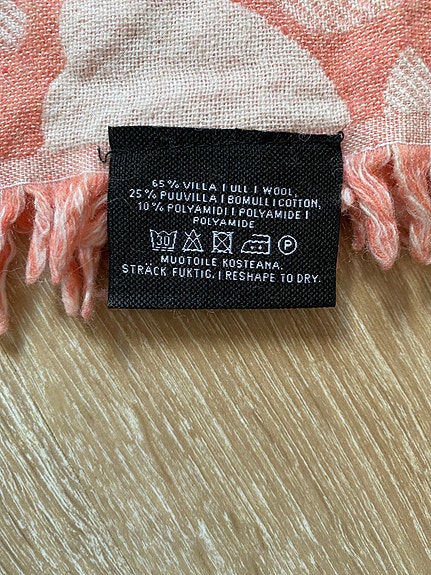 65% VILLA | ULL | WOOL,
25% PUUVILLA | BOMULL | COTTON,
10% POLYAMIDI | POLYAMIDE |
POLYAMIDE
30 P
MUOTOILE KOSTEANA.
STRÄCK FUKTIG. | RESHAPE TO DRY.